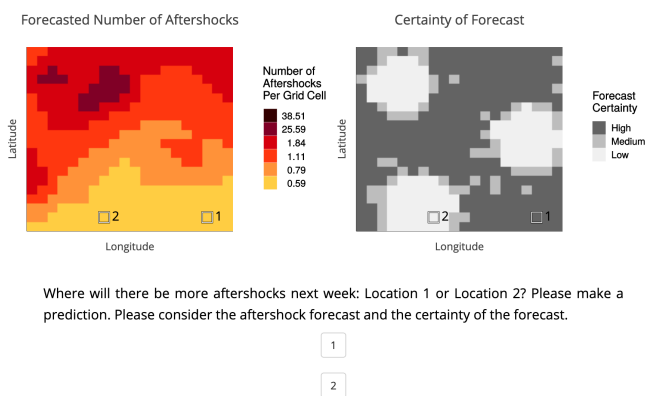 Forecasted Number of Aftershocks
Certainty of Forecast
Number of
Aftershocks
Per Grid Cell
38.51
25.59
1.84
1.11
0.79
0.59
Latitude
2
1
Longitude
Latitude
2
1
Longitude
Forecast
Certainty
High
Medium
Low
Where will there be more aftershocks next week: Location 1 or Location 2? Please make a
prediction. Please consider the aftershock forecast and the certainty of the forecast.
1
2